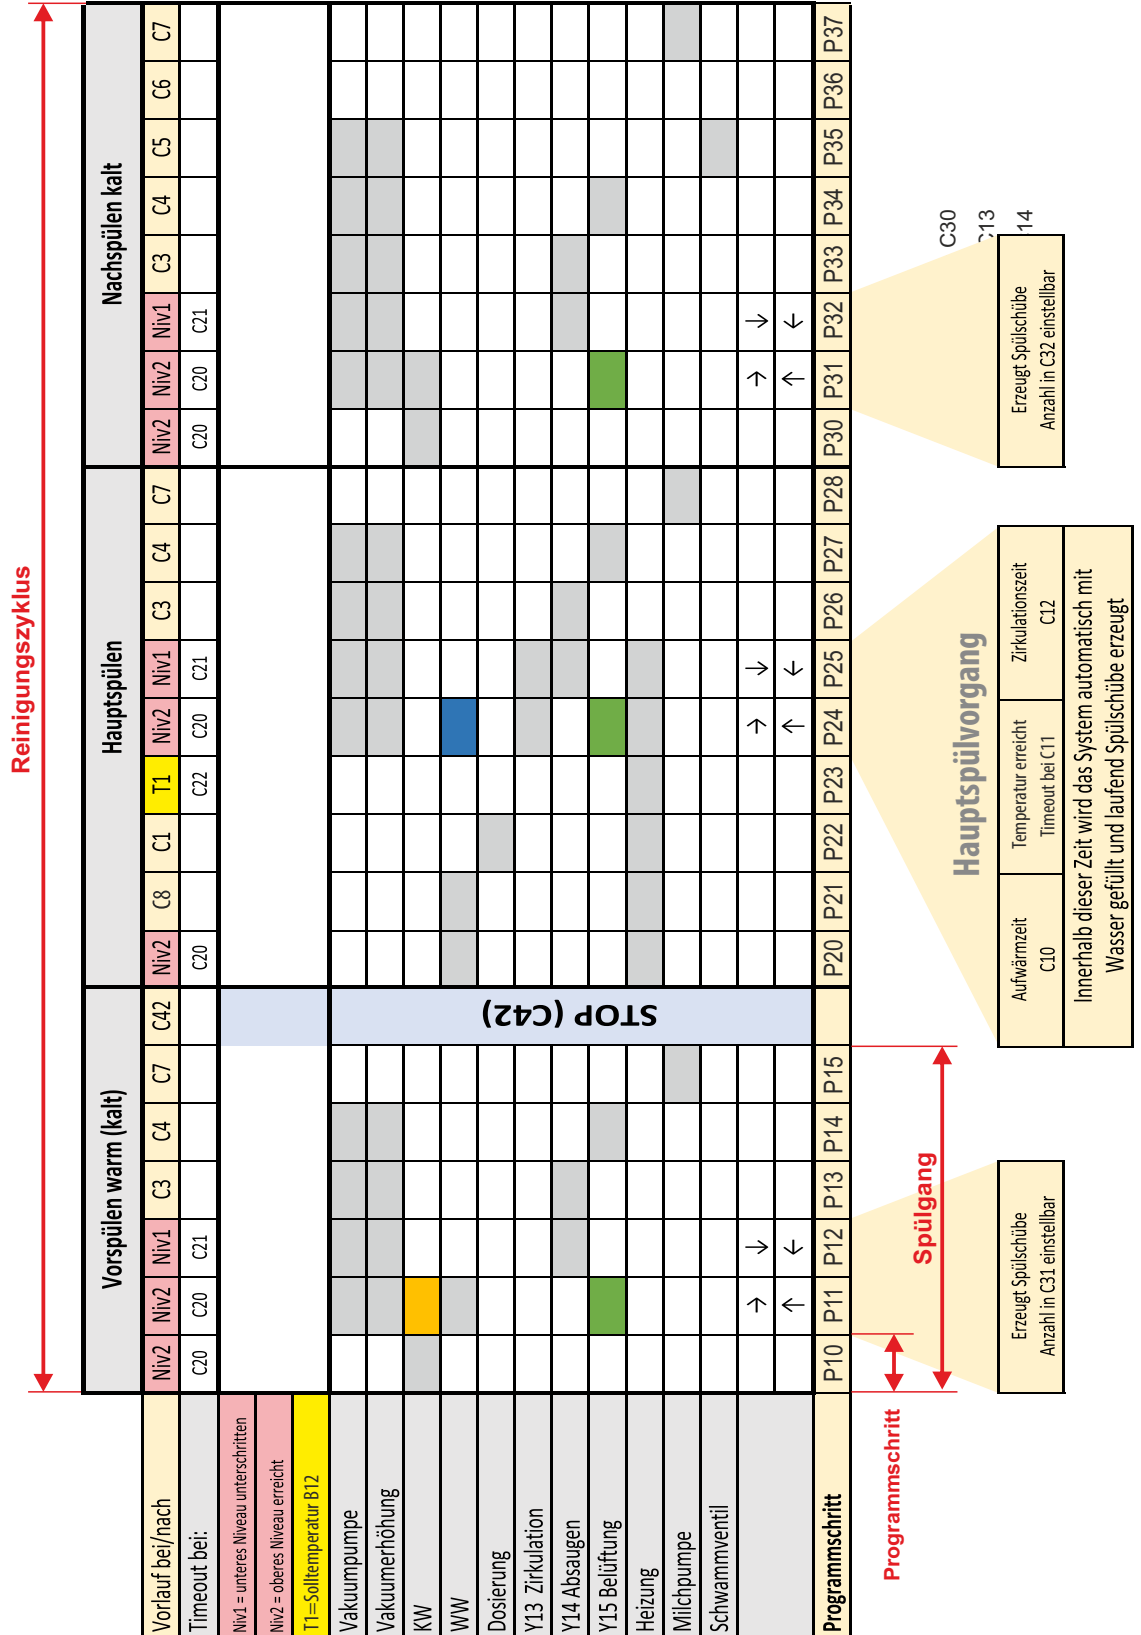 Reinigungszyklus
Vorspülen warm (kalt) Hauptspülen Nachspülen kalt
Vorlauf bei/nach Niv2 Niv2 Niv1 C3 C4 C7 C42 Niv2 C8 C1 T1 Niv2 Niv1 C3 C4 C7 Niv2 Niv2 Niv1 C3 C4 C5 C6 C7
Timeout bei: C20 C20 C21 C20 C22 C20 C21 C20 C20 C21
Niv1 = unteres Niveau unterschritten
Niv2 = oberes Niveau erreicht
T1=Solltemperatur B12
Vakuumpumpe
Vakuumerhöhung
KW
WW
Dosierung
Y13 Zirkulation
Y14 Absaugen
Y15 Belüftung
Heizung
Milchpumpe
Schwammventil
STOP (C42)
→ ↓ → ↓ → ↓
↑ ← ↑ ← ↑ ←
Programmschritt P10 P11 P12 P13 P14 P15 P20 P21 P22 P23 P24 P25 P26 P27 P28 P30 P31 P32 P33 P34 P35 P36 P37
Programmschritt
Spülgang
Hauptspülvorgang
C30
C13
14
Erzeugt Spülschübe
Anzahl in C31 einstellbar
Aufwärmzeit
C10
Temperatur erreicht
Timeout bei C11
Zirkulationszeit
C12
Innerhalb dieser Zeit wird das System automatisch mit
Wasser gefüllt und laufend Spülschübe erzeugt
Erzeugt Spülschübe
Anzahl in C32 einstellbar